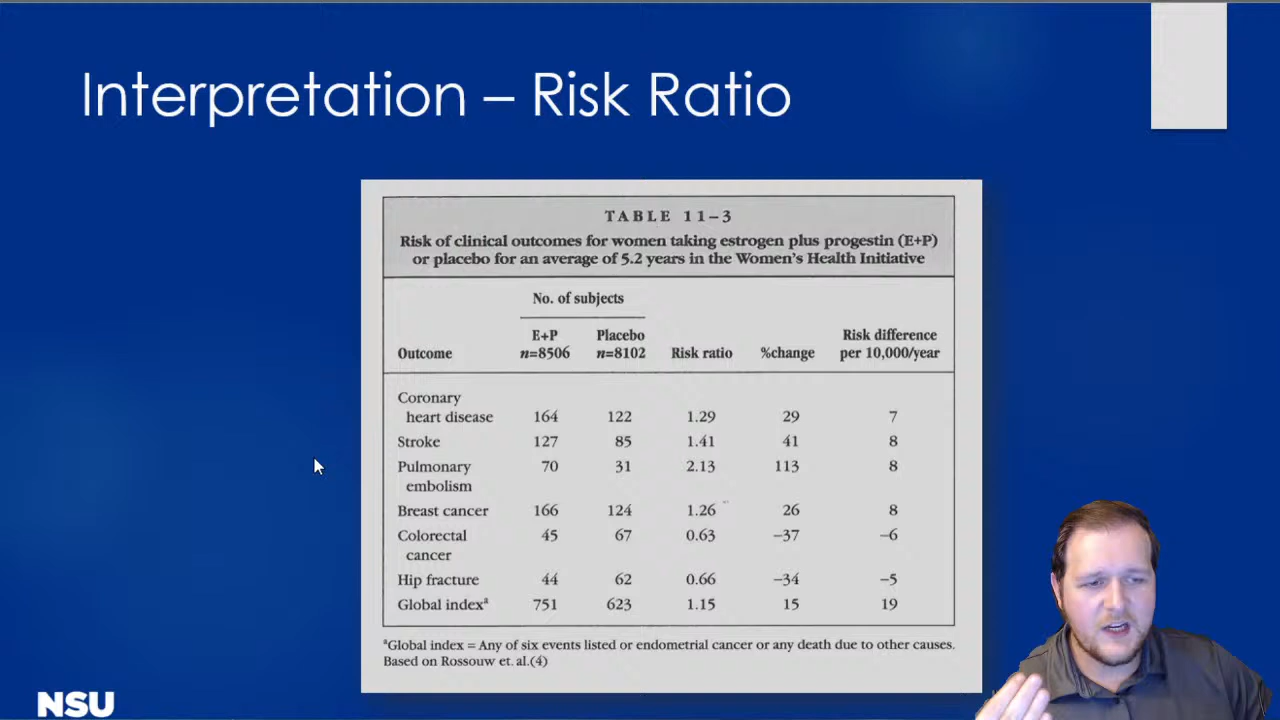 Interpretation – Risk Ratio
TABLE 11–3
Risk of clinical outcomes for women taking estrogen plus progestin (E+P)
or placebo for an average of 5.2 years in the Women's Health Initiative
No. of subjects
E+P Placebo Risk difference
Outcome n=8506 n=8102 Risk ratio %change per 10,000/year
Coronary
heart disease 164 122 1.29 29 7
Stroke 127 85 1.41 41 8
Pulmonary 70 31 2.13 113 8
embolism
Breast cancer 166 124 1.26 26 8
Colorectal 45 67 0.63 –37 –6
cancer
Hip fracture 44 62 0.66 –34 –5
Global indexᵃ 751 623 1.15 15 19
ᵃGlobal index = Any of six events listed or endometrial cancer or any death due to other causes.
Based on Rossouw et. al.(4)
NSU